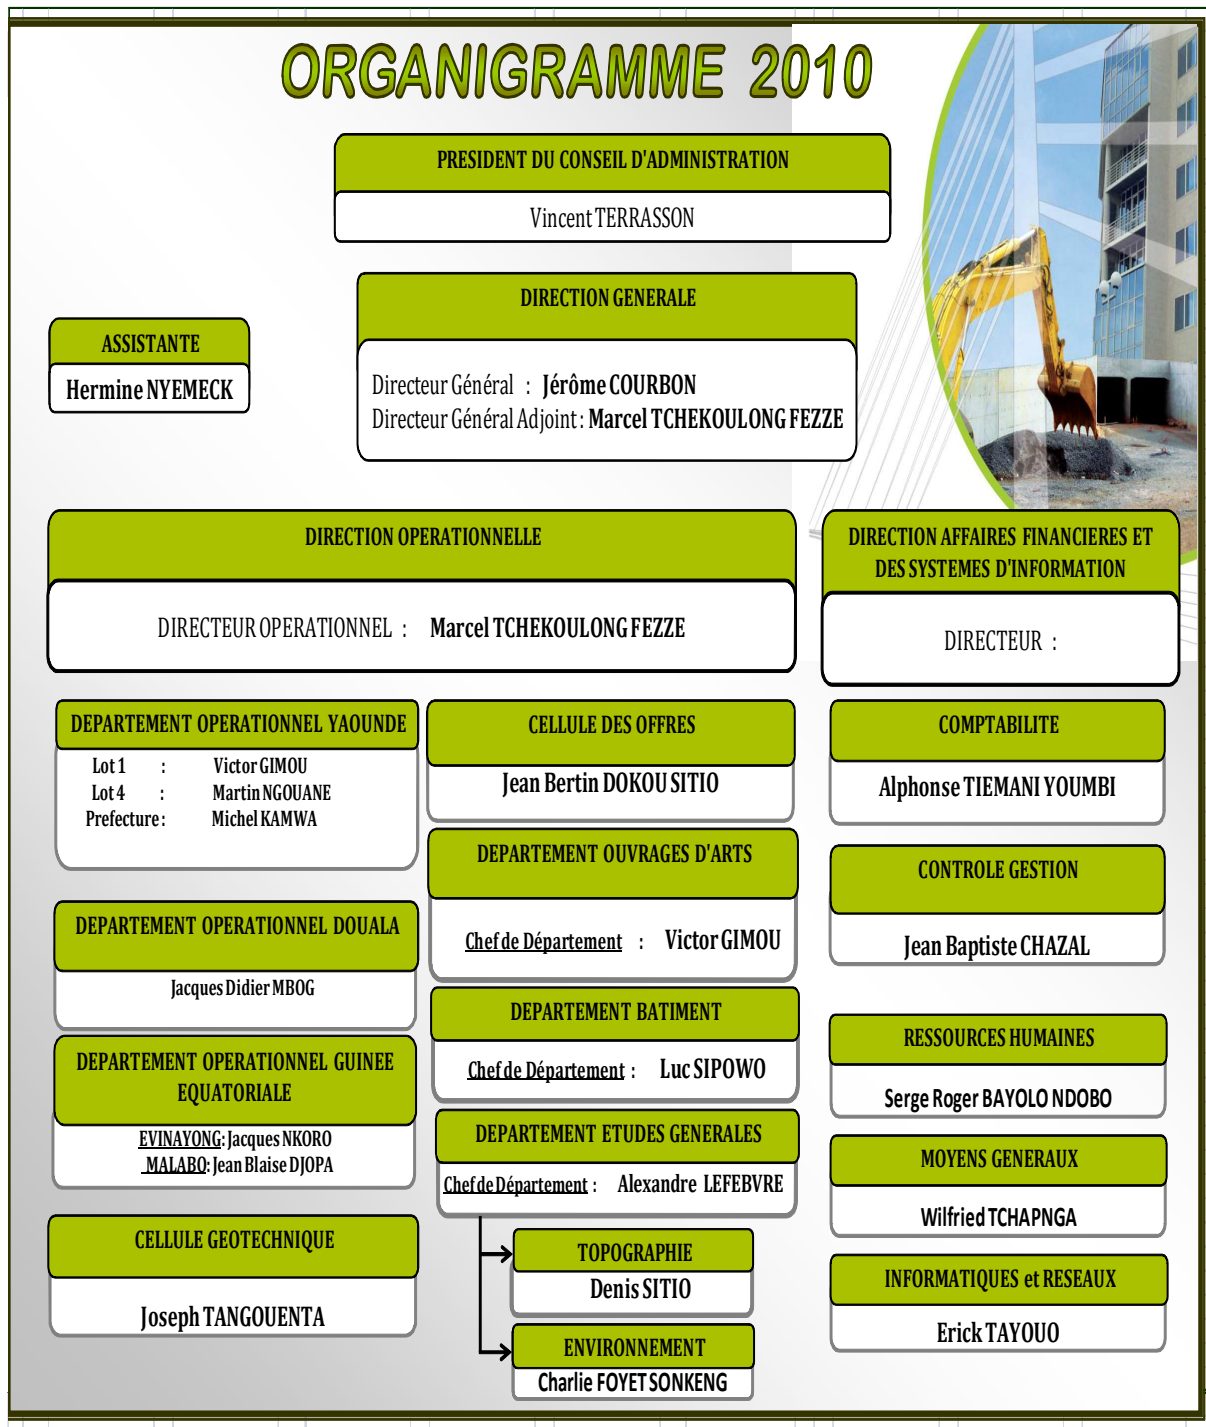 ORGANIGRAMME 2010
PRESIDENT DU CONSEIL D'ADMINISTRATION
Vincent TERRASSON
DIRECTION GENERALE
Directeur Général : Jérôme COURBON
Directeur Général Adjoint : Marcel TCHEKOULONG FEZZE
ASSISTANTE
Hermine NYEMECK
DIRECTION OPERATIONNELLE
DIRECTEUR OPERATIONNEL : Marcel TCHEKOULONG FEZZE
DIRECTION AFFAIRES FINANCIERES ET
DES SYSTEMES D'INFORMATION
DIRECTEUR :
DEPARTEMENT OPERATIONNEL YAOUNDE
Lot 1 : Victor GIMOU
Lot 4 : Martin NGOUANE
Prefecture : Michel KAMWA
DEPARTEMENT OPERATIONNEL DOUALA
Jacques Didier MBOG
DEPARTEMENT OPERATIONNEL GUINEE
EQUATORIALE
EVINAYONG: Jacques NKORO
MALABO: Jean Blaise DJOPA
CELLULE GEOTECHNIQUE
Joseph TANGOUENTA
CELLULE DES OFFRES
Jean Bertin DOKOU SITIO
DEPARTEMENT OUVRAGES D'ARTS
Chef de Département : Victor GIMOU
DEPARTEMENT BATIMENT
Chef de Département : Luc SIPOWO
DEPARTEMENT ETUDES GENERALES
Chef de Département : Alexandre LEFEBVRE
TOPOGRAPHIE
Denis SITIO
ENVIRONNEMENT
Charlie FOYET SONKENG
COMPTABILITE
Alphonse TIEMANI YOUMBI
CONTROLE GESTION
Jean Baptiste CHAZAL
RESSOURCES HUMAINES
Serge Roger BAYOLO NDOBO
MOYENS GENERAUX
Wilfried TCHAPNGA
INFORMATIQUES et RESEAUX
Erick TAYOUO